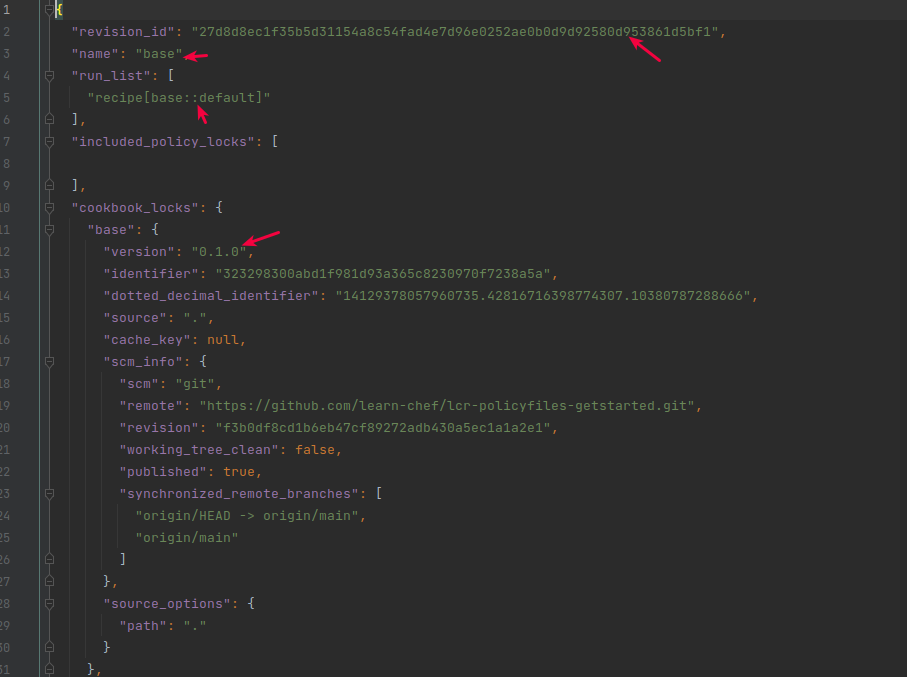 1 {
2 "revision_id": "27d8d8ec1f35b5d31154a8c54fad4e7d96e0252ae0b0d9d92580d953861d5bf1",
3 "name": "base",
4 "run_list": [
5 "recipe[base::default]"
6 ],
7 "included_policy_locks": [
8
9 ],
10 "cookbook_locks": {
11 "base": {
12 "version": "0.1.0",
13 "identifier": "323298300abd1f981d93a365c8230970f7238a5a",
14 "dotted_decimal_identifier": "14129378057960735.42816716398774307.10380787288666",
15 "source": ".",
16 "cache_key": null,
17 "scm_info": {
18 "scm": "git",
19 "remote": "https://github.com/learn-chef/lcr-policyfiles-getstarted.git",
20 "revision": "f3b0df8cd1b6eb47cf89272adb430a5ec1a1a2e1",
21 "working_tree_clean": false,
22 "published": true,
23 "synchronized_remote_branches": [
24 "origin/HEAD -> origin/main",
25 "origin/main"
26 ]
27 },
28 "source_options": {
29 "path": "."
30 }
31 },